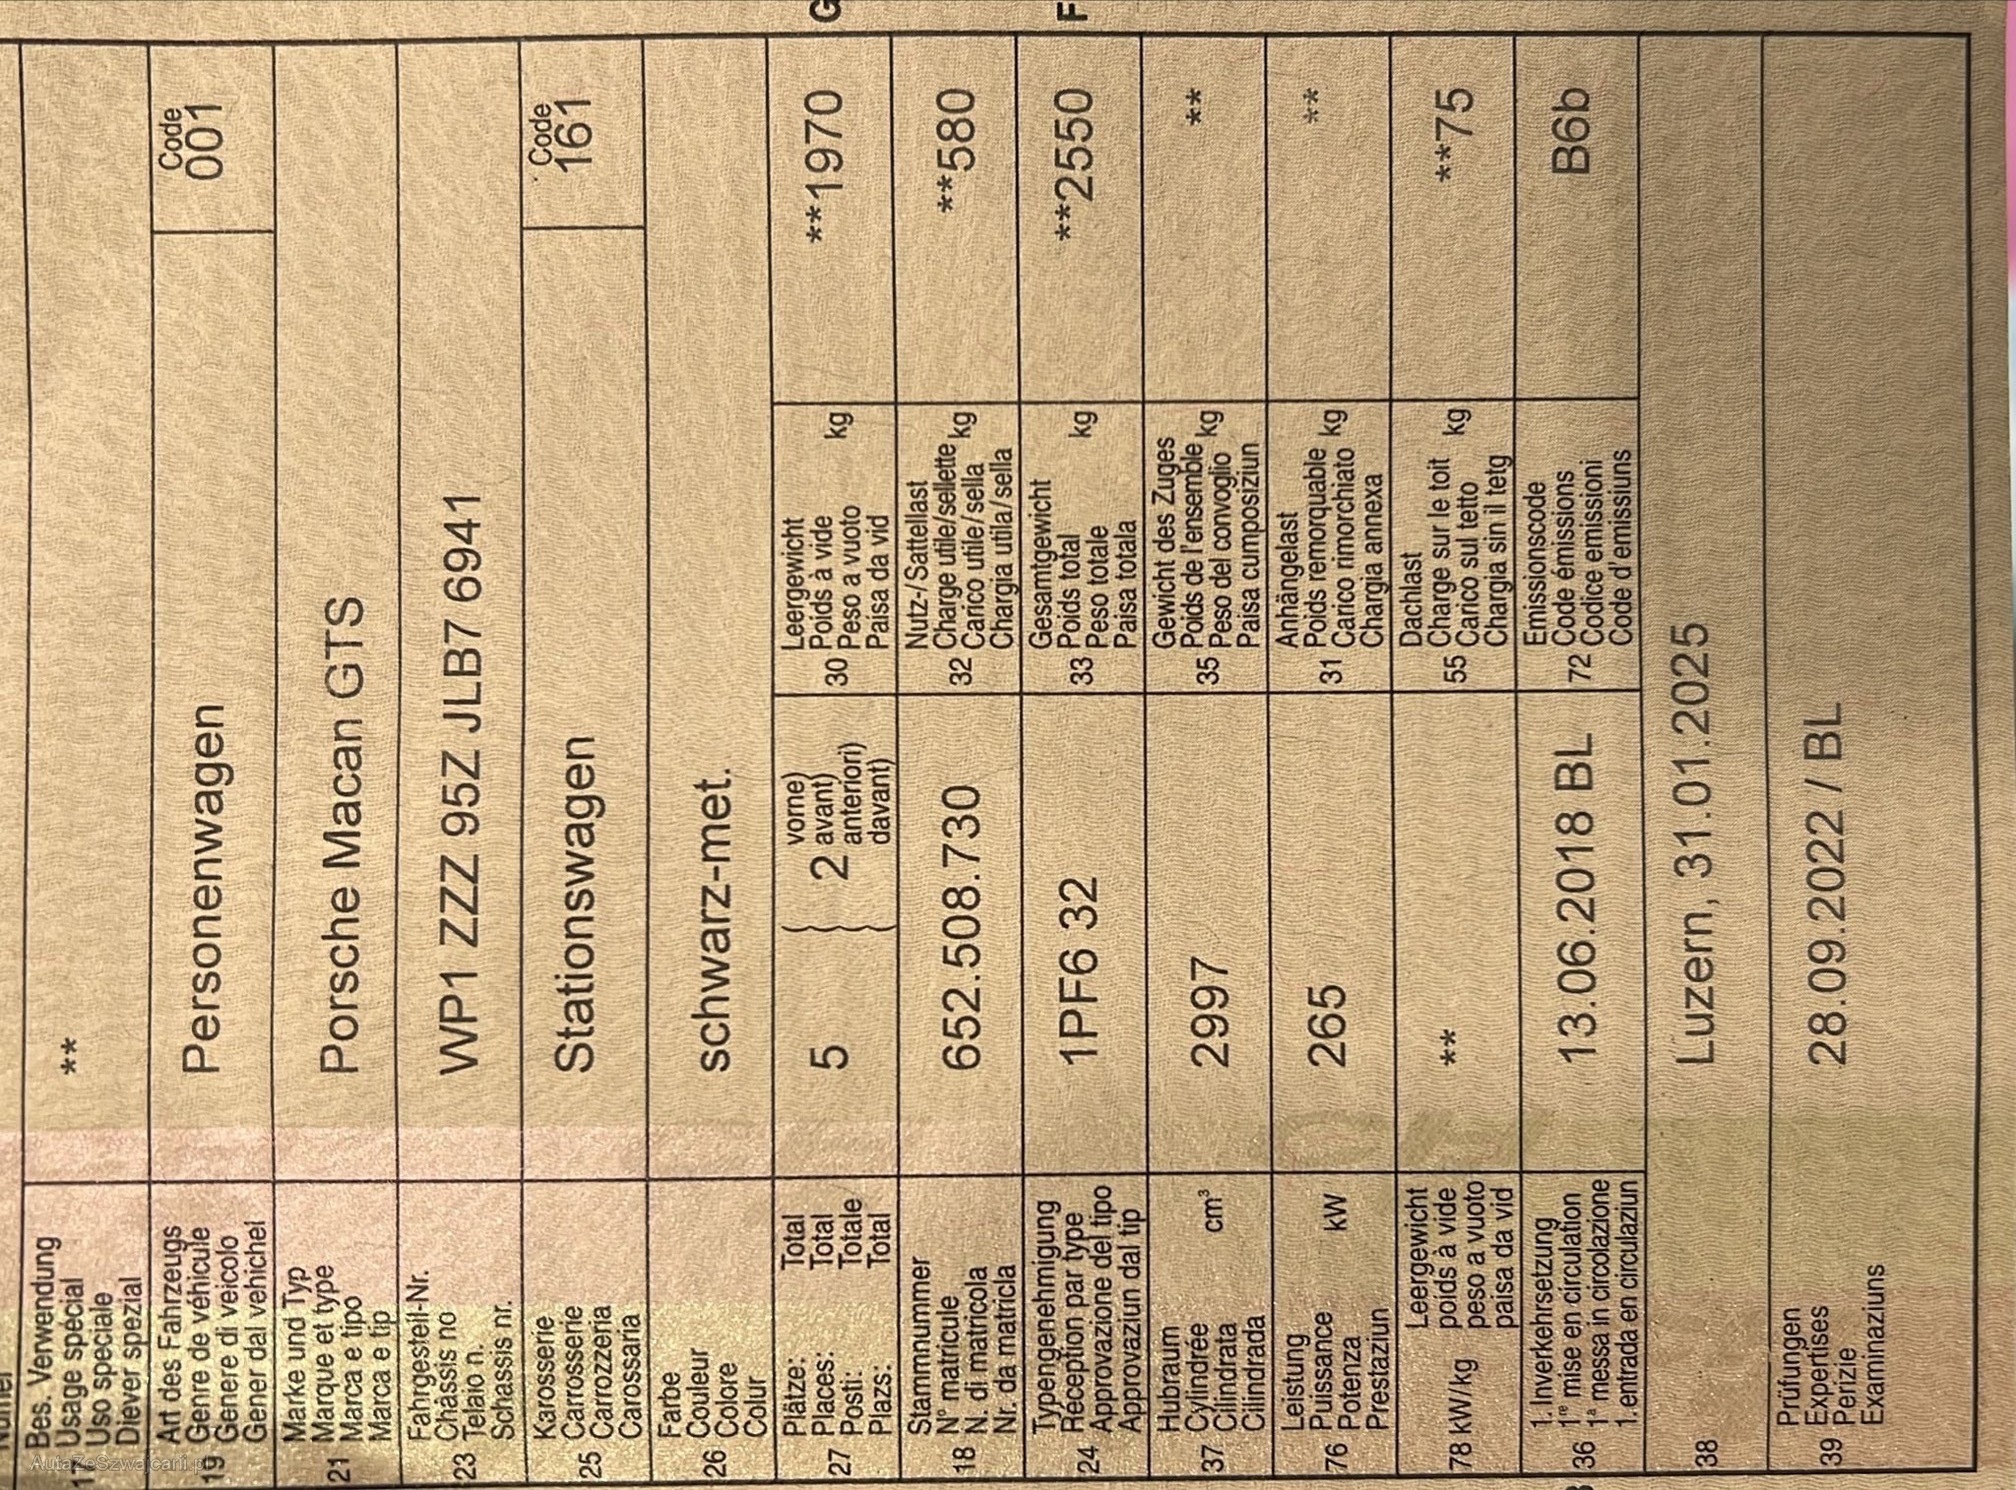 Bes. Verwendung
17 Usage spécial
Uso speciale
Diever spezial
**
Art des Fahrzeugs
19 Genre de véhicule
Genere di veicolo
Gener dal vehichel
Personenwagen
Code
001
Marke und Typ
21 Marque et type
Marca e tipo
Marca e tip
Porsche Macan GTS
Fahrgestell-Nr.
23 Châssis no
Telaio n.
Schassis nr.
WP1 ZZZ 95Z JLB7 6941
Karosserie
25 Carrosserie
Carrozzeria
Carossaria
Stationswagen
Code
161
Farbe
26 Couleur
Colore
Colur
schwarz-met.
Plätze: Total
27 Places: Total
Posti: Totale
Plazs: Total
5
2
vorne)
avant)
anteriori)
davant)
Leergewicht
30 Poids à vide
Peso a vuoto kg
Paisa da vid
**1970
G
Stammnummer
18 N° matricule
N. di matricola
Nr. da matricla
652.508.730
Nutz-/Sattellast
32 Charge utile/sellette kg
Carico utile/sella
Chargia utila/sella
**580
Typengenehmigung
24 Réception par type
Approvazione del tipo
Approvaziun dal tip
1PF6 32
Gesamtgewicht
33 Poids total kg
Peso totale
Paisa totala
**2550
F
Hubraum
37 Cylindrée cm³
Cilindrata
Cilindrada
2997
Gewicht des Zuges
35 Poids de l'ensemble kg
Peso del convoglio
Paisa cumposiziun
**
Leistung
76 Puissance kW
Potenza
Prestaziun
265
Anhängelast
31 Poids remorquable kg
Carico rimorchiato
Chargia annexa
**
78 kW/kg
Leergewicht
poids à vide
peso a vuoto
paisa da vid
**
Dachlast
55 Charge sur le toit kg
Carico sul tetto
Chargia sin il tetg
**75
1. Inverkehrsetzung
36 1re mise en circulation
1a messa in circolazione
1. entrada en circulaziun
13.06.2018 BL
Emissionscode
72 Code émissions
Codice emissioni
Code d'emissiuns
B6b
38
Luzern, 31.01.2025
Prüfungen
39 Expertises
Perizie
Examinaziuns
28.09.2022 / BL
AutaZeSzwajcarii.pl